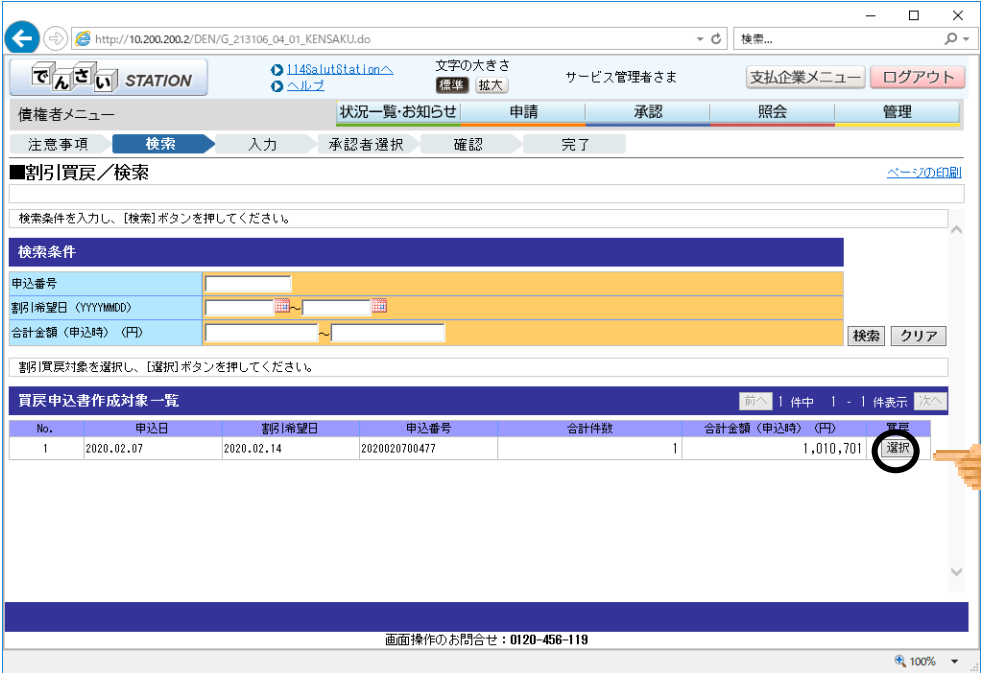 http://10.200.200.2/DEN/G_213106_04_01_KENSAKU.do 検索...
でんさい STATION 114SalutStationへ 文字の大きさ サービス管理者さま 支払企業メニュー ログアウト
ヘルプ 標準 拡大
債権者メニュー 状況一覧・お知らせ 申請 承認 照会 管理
注意事項 検索 入力 承認者選択 確認 完了
■割引買戻/検索 ページの印刷
検索条件を入力し、[検索]ボタンを押してください。
検索条件
申込番号
割引希望日 (YYYYMMDD) ~
合計金額(申込時) (円) ~ 検索 クリア
割引買戻対象を選択し、[選択]ボタンを押してください。
買戻申込書作成対象一覧 前へ 1 件中 1 - 1 件表示 次へ
No. 申込日 割引希望日 申込番号 合計件数 合計金額(申込時) (円) 買戻
1 2020.02.07 2020.02.14 2020020700477 1 1,010,701 選択
画面操作のお問合せ:0120-456-119
100%